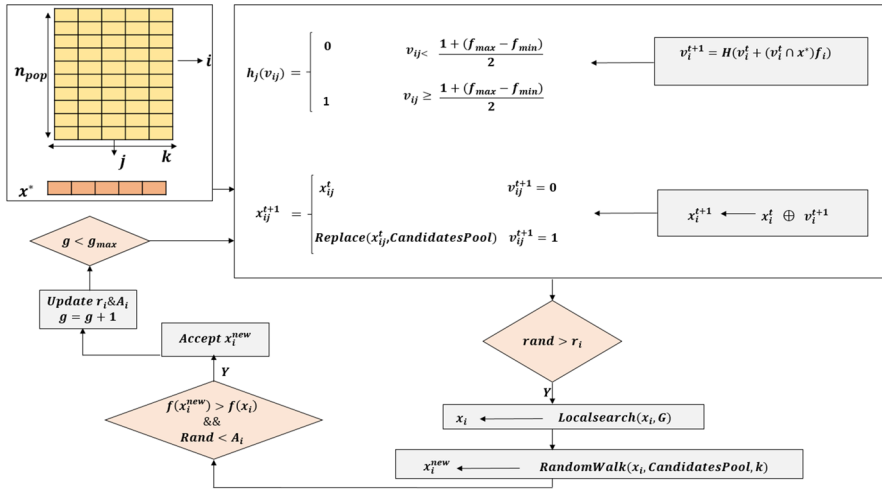 n_pop
i
j
k
x*
h_j(v_ij) =
0 v_ij < (1 + (f_max − f_min)) / 2
1 v_ij ≥ (1 + (f_max − f_min)) / 2
v_i^{t+1} = H(v_i^t + (v_i^t ∩ x*)f_i)
x_ij^{t+1} =
x_ij^t v_ij^{t+1} = 0
Replace(x_ij^t, CandidatesPool) v_ij^{t+1} = 1
x_i^{t+1} ← x_i^t ⊕ v_i^{t+1}
g < g_max
Update r_i&A_i
g = g + 1
Accept x_i^new
Y
f(x_i^new) > f(x_i)
&&
Rand < A_i
rand > r_i
Y
x_i ← Localsearch(x_i, G)
x_i^new ← RandomWalk(x_i, CandidatesPool, k)